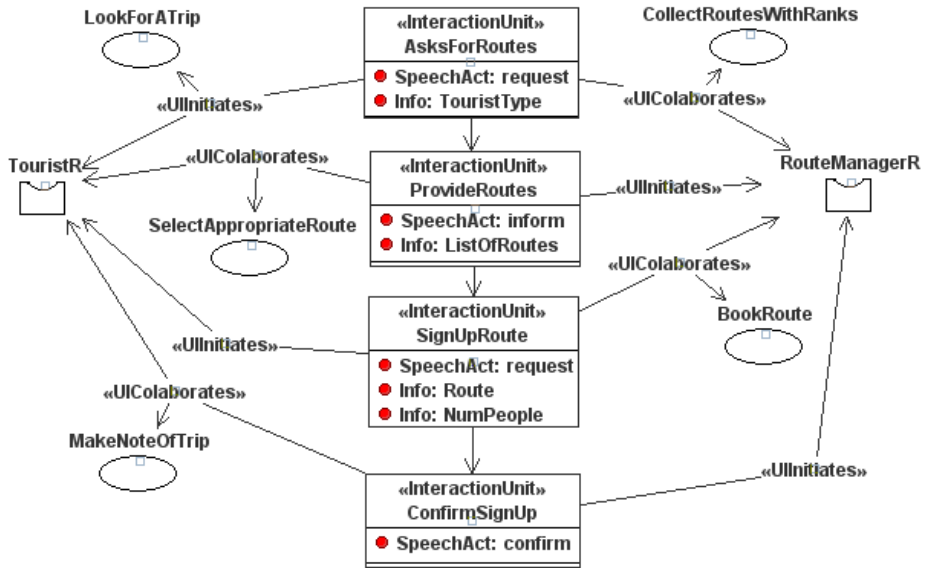 LookForATrip
«InteractionUnit»
AsksForRoutes
SpeechAct: request
Info: TouristType
CollectRoutesWithRanks
«UIInitiates»
«UIColaborates»
TouristR
«UIColaborates»
SelectAppropriateRoute
«InteractionUnit»
ProvideRoutes
SpeechAct: inform
Info: ListOfRoutes
«UIInitiates»
RouteManagerR
«UIColaborates»
BookRoute
«InteractionUnit»
SignUpRoute
SpeechAct: request
Info: Route
Info: NumPeople
«UIInitiates»
«UIColaborates»
MakeNoteOfTrip
«InteractionUnit»
ConfirmSignUp
SpeechAct: confirm
«UIInitiates»